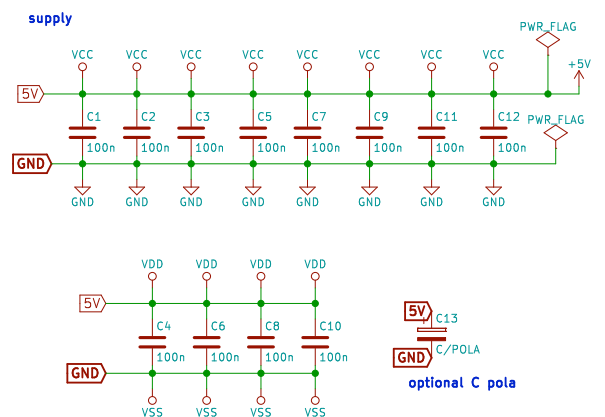 supply
PWR_FLAG
VCC VCC VCC VCC VCC VCC VCC VCC
+5V
5V
C1 C2 C3 C5 C7 C9 C11 C12
PWR_FLAG
100n 100n 100n 100n 100n 100n 100n 100n
GND
GND GND GND GND GND GND GND GND
VDD VDD VDD VDD
5V
5V
C4 C6 C8 C10
+ C13
100n 100n 100n 100n
C/POLA
GND
GND
optional C pola
VSS VSS VSS VSS